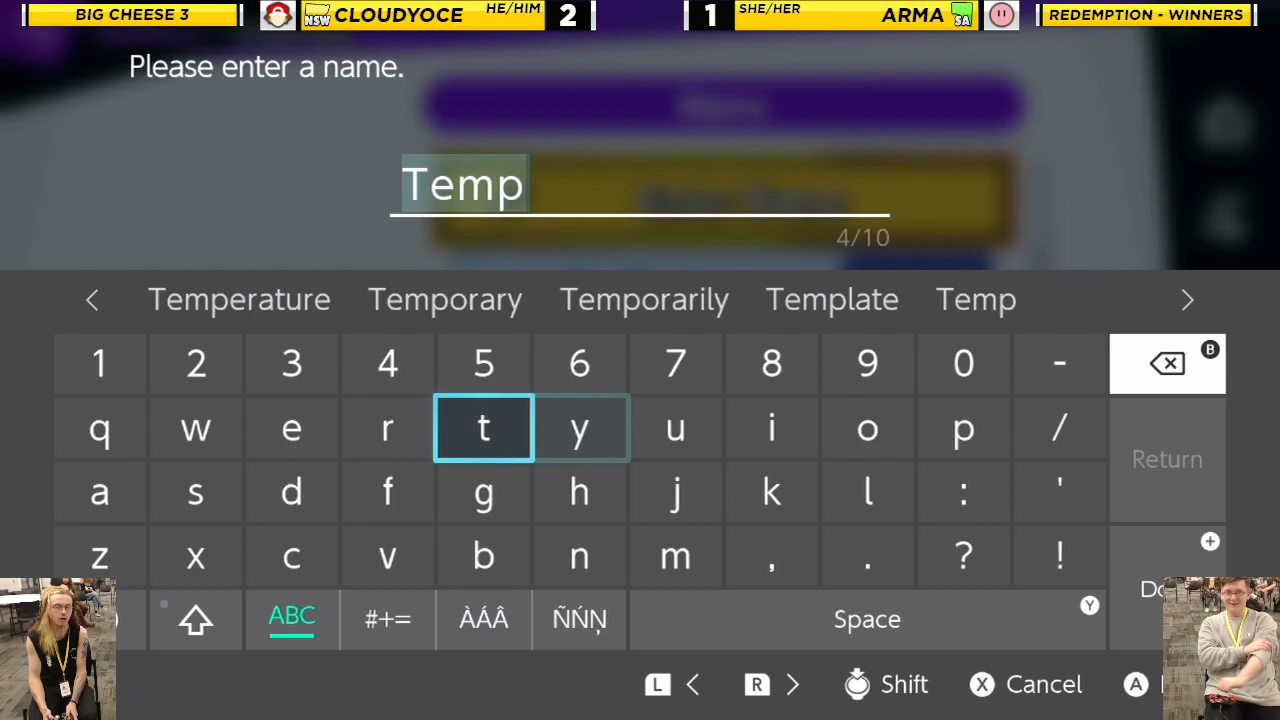 BIG CHEESE 3
NSW CLOUDYOCE HE/HIM 2
1 SHE/HER ARMA SA
REDEMPTION - WINNERS
Please enter a name.
Temp
4/10
< Temperature Temporary Temporarily Template Temp >
1 2 3 4 5 6 7 8 9 0 - B
q w e r t y u i o p / Return
a s d f g h j k l : '
z x c v b n m , . ? ! +
ABC #+= ÀÁÂ ÑŃŅ Space Y
L < R > Shift X Cancel A